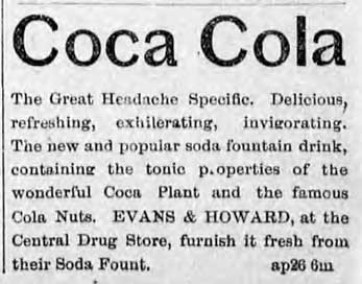 Coca Cola
The Great Headache Specific. Delicious,
refreshing, exhilerating, invigorating.
The new and popular soda fountain drink,
containing the tonic p.operties of the
wonderful Coca Plant and the famous
Cola Nuts. EVANS & HOWARD, at the
Central Drug Store, furnish it fresh from
their Soda Fount. ap26 6m